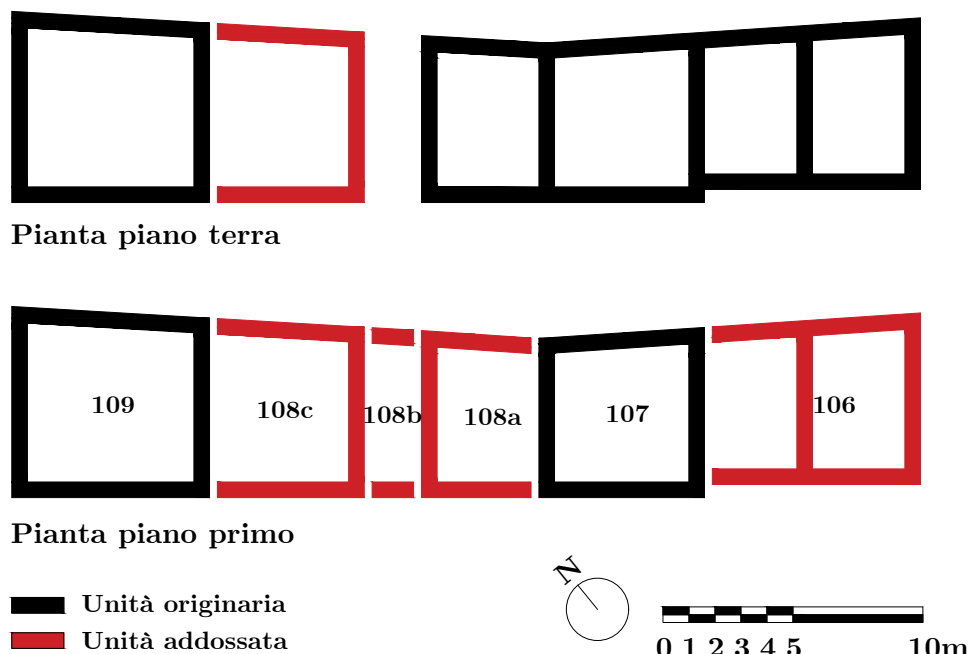 Pianta piano terra
109
108c
108b
108a
107
106
Pianta piano primo
Unità originaria
Unità addossata
N
0 1 2 3 4 5 10m